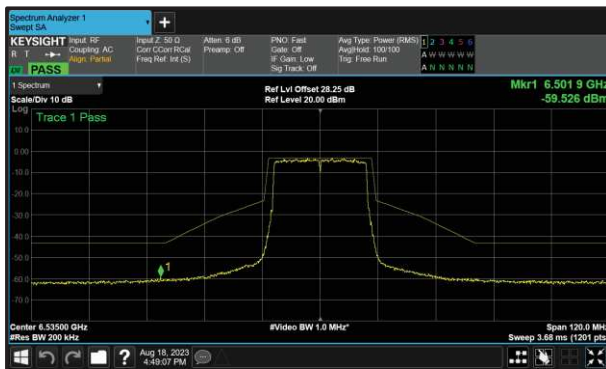 Spectrum Analyzer 1
Swept SA
KEYSIGHT Input: RF Input Z: 50 Ω Atten: 6 dB PNO: Fast Avg Type: Power (RMS) 1 2 3 4 5 6
R T Coupling: AC Corr CCorr RCal Preamp: Off Gate: Off Avg|Hold: 100/100 A W W W W W
Align: Partial Freq Ref: Int (S) IF Gain: Low Trig: Free Run
PASS Sig Track: Off A N N N N N
1 Spectrum Ref Lvl Offset 28.25 dB Mkr1 6.501 9 GHz
Scale/Div 10 dB Ref Level 20.00 dBm -59.526 dBm
Log Trace 1 Pass
10.0
0.00
-10.0
-20.0
-30.0
-40.0
-50.0
-60.0
-70.0
1
Center 6.53500 GHz #Video BW 1.0 MHz* Span 120.0 MHz
#Res BW 200 kHz Sweep 3.68 ms (1201 pts)
? Aug 18, 2023
4:49:07 PM